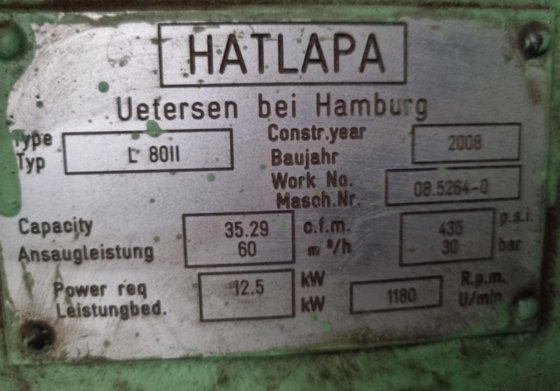 HATLAPA
Uetersen bei Hamburg
Type Typ L 80II
Constr.year Baujahr 2008
Work No. Masch.Nr. 08.5264-0
Capacity 35.29 c.f.m. 435 p.s.i.
Ansaugleistung 60 m³/h 30 bar
Power req 12.5 kW 1180 R.p.m.
Leistungbed. kW U/min